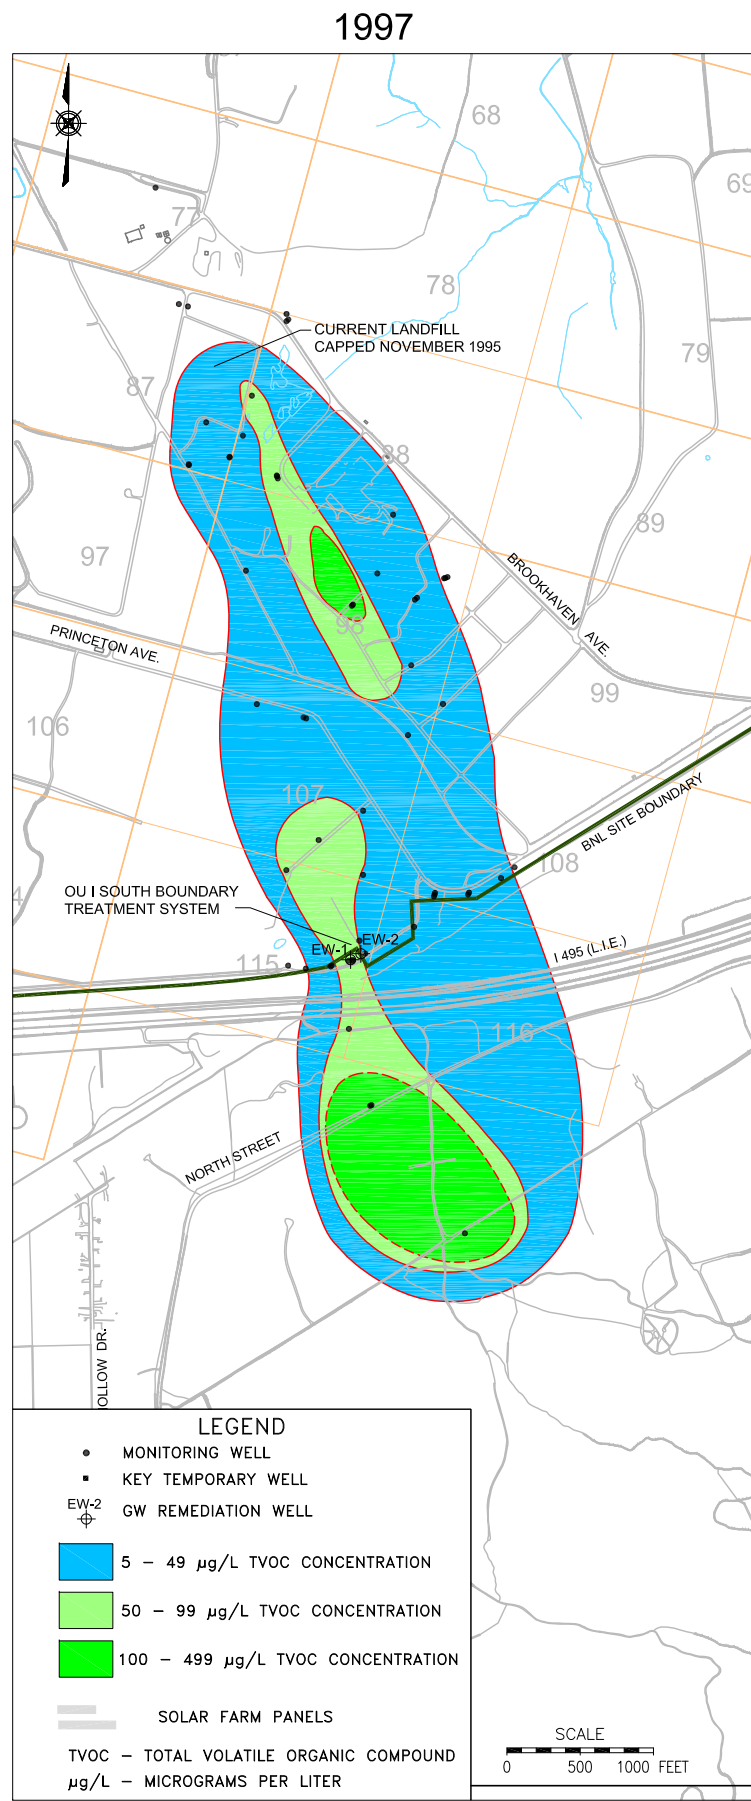 1997
68
69
77
78
CURRENT LANDFILL
CAPPED NOVEMBER 1995
79
87
88
89
97
BROOKHAVEN AVE.
98
PRINCETON AVE.
99
106
107
BNL SITE BOUNDARY
108
OU I SOUTH BOUNDARY
TREATMENT SYSTEM
EW-1
EW-2
I 495 (L.I.E.)
115
116
NORTH STREET
OLLOW DR.
LEGEND
MONITORING WELL
KEY TEMPORARY WELL
EW-2
GW REMEDIATION WELL
5 – 49 µg/L TVOC CONCENTRATION
50 – 99 µg/L TVOC CONCENTRATION
100 – 499 µg/L TVOC CONCENTRATION
SOLAR FARM PANELS
TVOC – TOTAL VOLATILE ORGANIC COMPOUND
µg/L – MICROGRAMS PER LITER
SCALE
0 500 1000 FEET